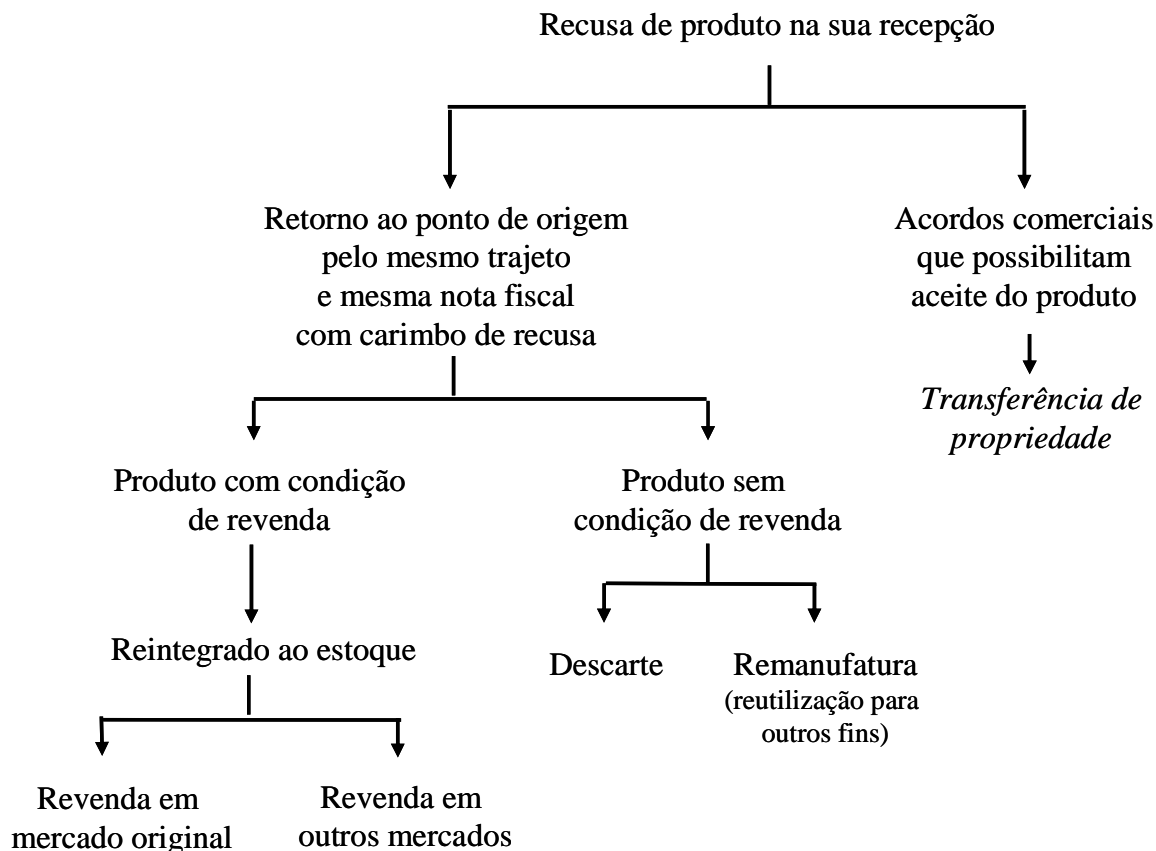 Recusa de produto na sua recepção
Retorno ao ponto de origem
pelo mesmo trajeto
e mesma nota fiscal
com carimbo de recusa
Acordos comerciais
que possibilitam
aceite do produto
Transferência de
propriedade
Produto com condição
de revenda
Produto sem
condição de revenda
Reintegrado ao estoque
Descarte
Remanufatura
(reutilização para
outros fins)
Revenda em
mercado original
Revenda em
outros mercados